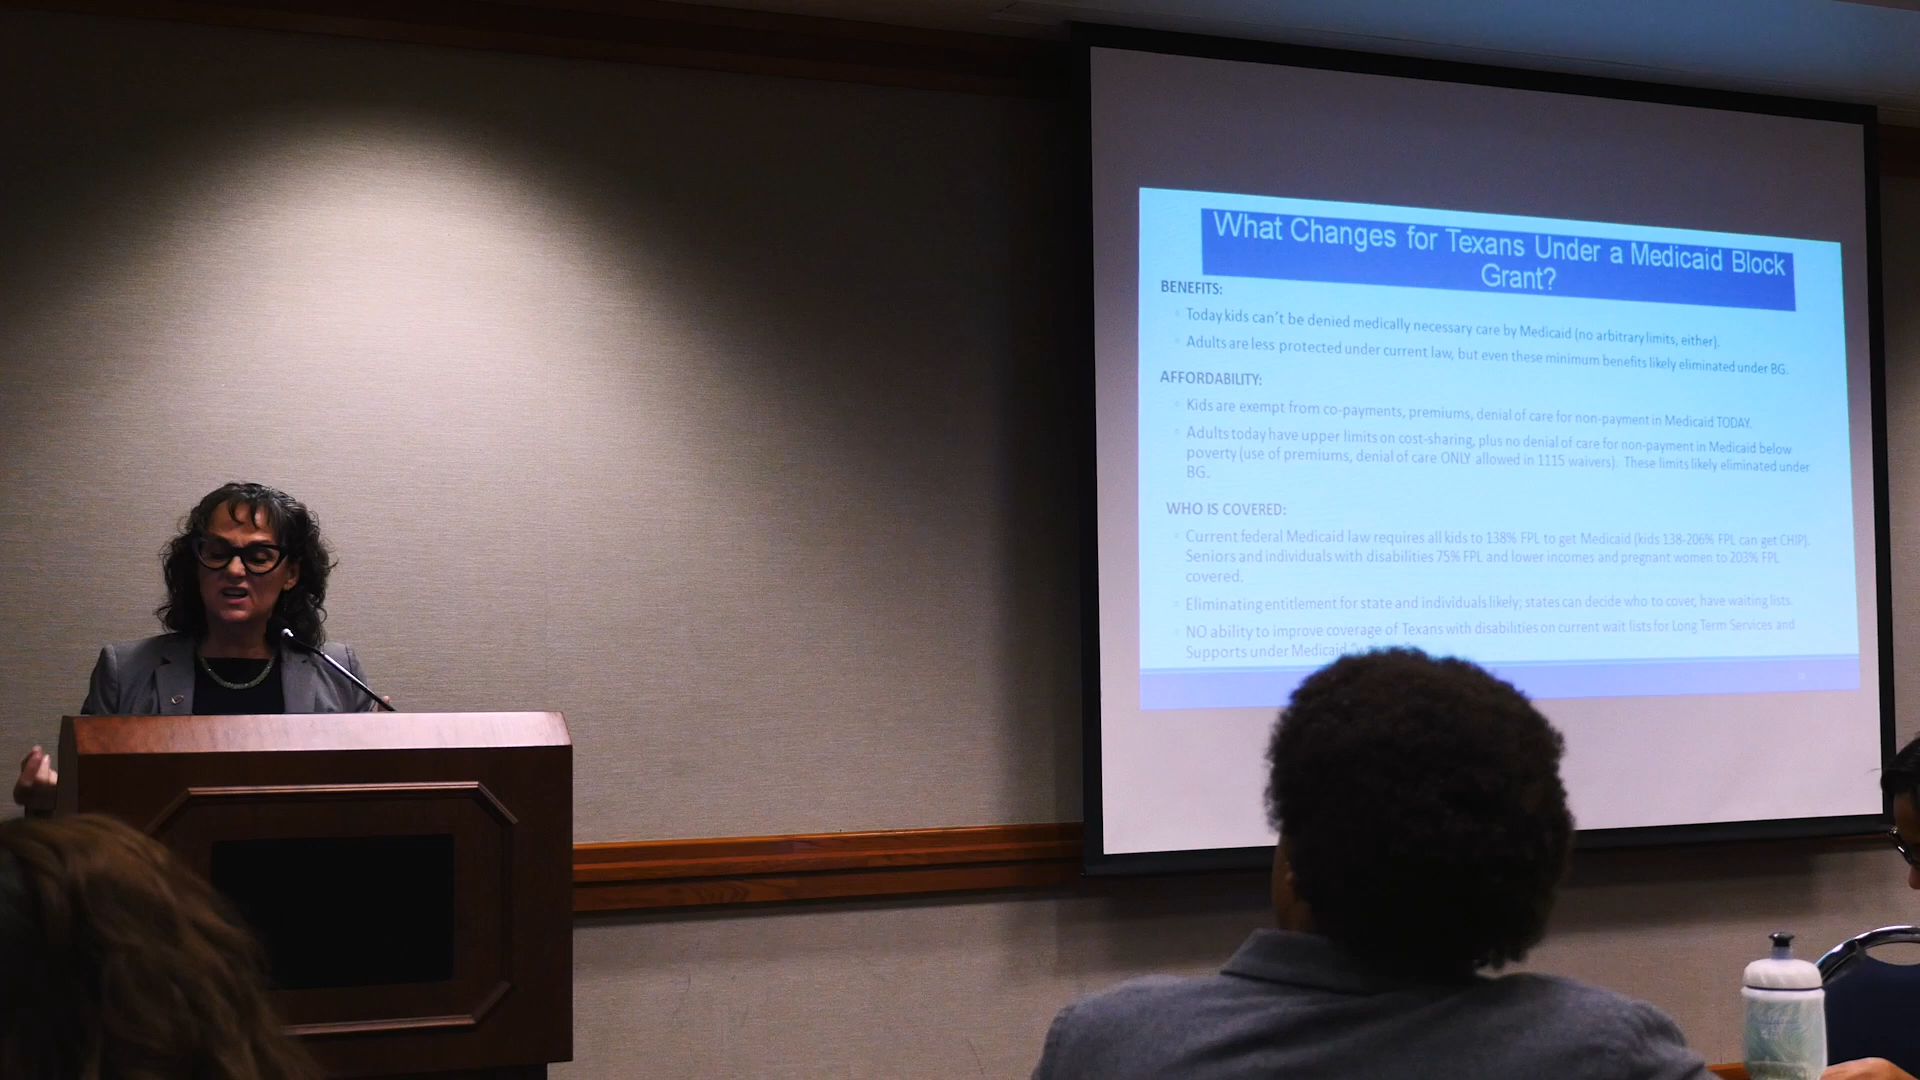 What Changes for Texans Under a Medicaid Block
Grant?
BENEFITS:
Today kids can't be denied medically necessary care by Medicaid (no arbitrary limits, either).
Adults are less protected under current law, but even these minimum benefits likely eliminated under BG.
AFFORDABILITY:
Kids are exempt from co-payments, premiums, denial of care for non-payment in Medicaid TODAY.
Adults today have upper limits on cost-sharing, plus no denial of care for non-payment in Medicaid below
poverty (use of premiums, denial of care ONLY allowed in 1115 waivers). These limits likely eliminated under
BG.
WHO IS COVERED:
Current federal Medicaid law requires all kids to 138% FPL to get Medicaid (kids 138-206% FPL can get CHIP).
Seniors and individuals with disabilities 75% FPL and lower incomes and pregnant women to 203% FPL
covered.
Eliminating entitlement for state and individuals likely; states can decide who to cover, have waiting lists.
NO ability to improve coverage of Texans with disabilities on current wait lists for Long Term Services and
Supports under Medicaid